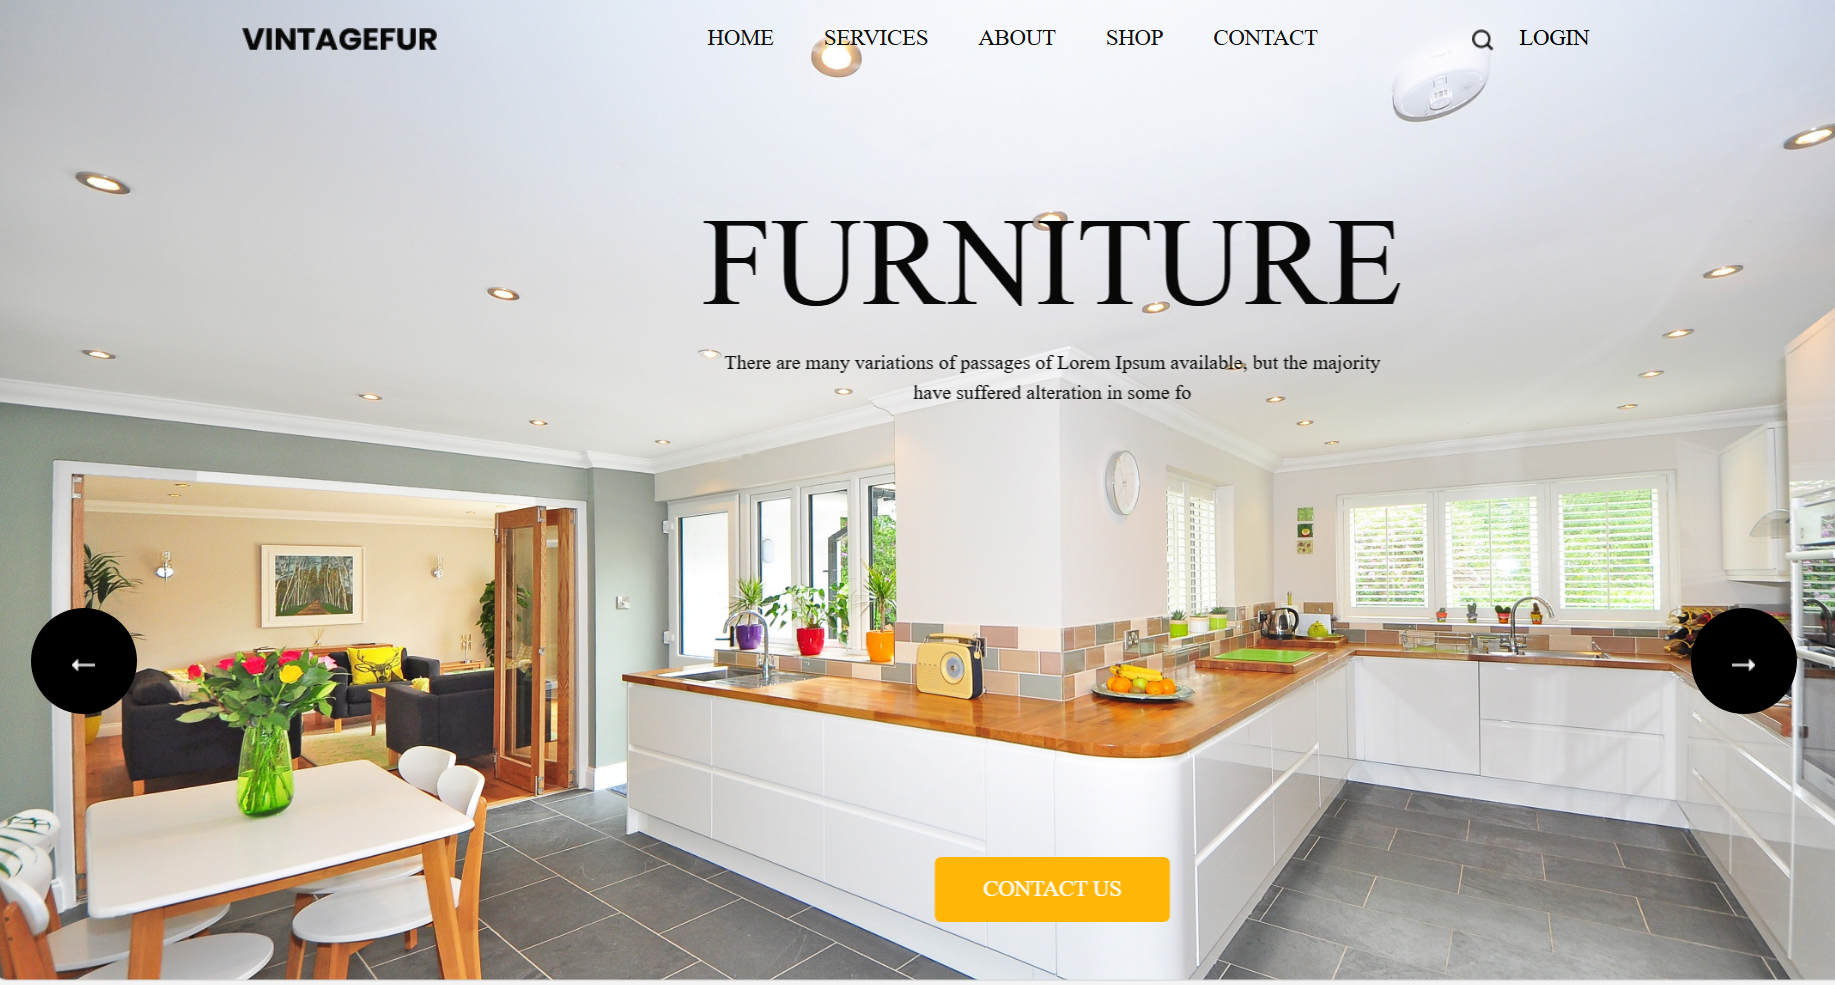 VINTAGEFUR
HOME SERVICES ABOUT SHOP CONTACT LOGIN
FURNITURE
There are many variations of passages of Lorem Ipsum available, but the majority
have suffered alteration in some fo
CONTACT US